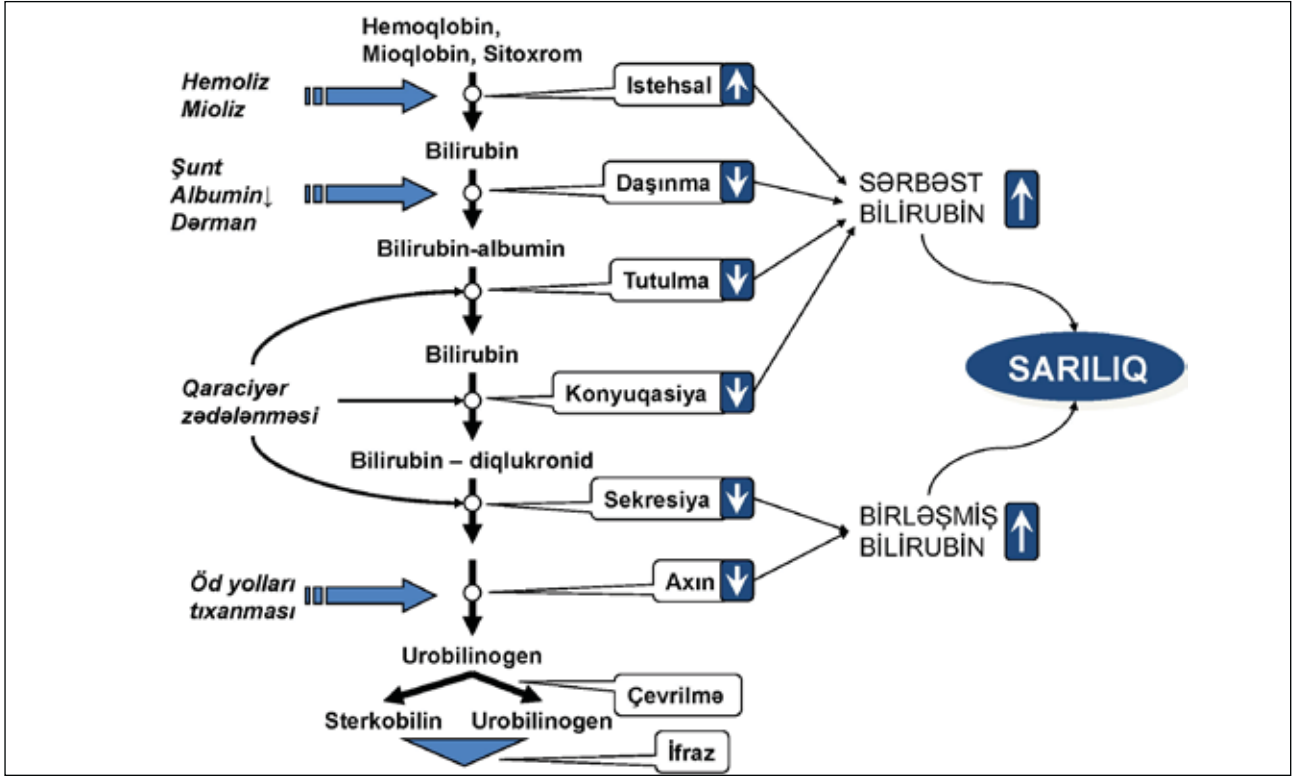 Hemoqlobin,
Mioqlobin, Sitoxrom
Hemoliz
Mioliz
Istehsal
Bilirubin
Şunt
Albumin↓
Dərman
Daşınma
SƏRBƏST
BİLİRUBİN
Bilirubin-albumin
Tutulma
Bilirubin
SARILIQ
Qaraciyər
zədələnməsi
Konyuqasiya
Bilirubin – diqlukronid
Sekresiya
BİRLƏŞMİŞ
BİLİRUBİN
Öd yolları
tıxanması
Axın
Urobilinogen
Çevrilmə
Sterkobilin
Urobilinogen
İfraz